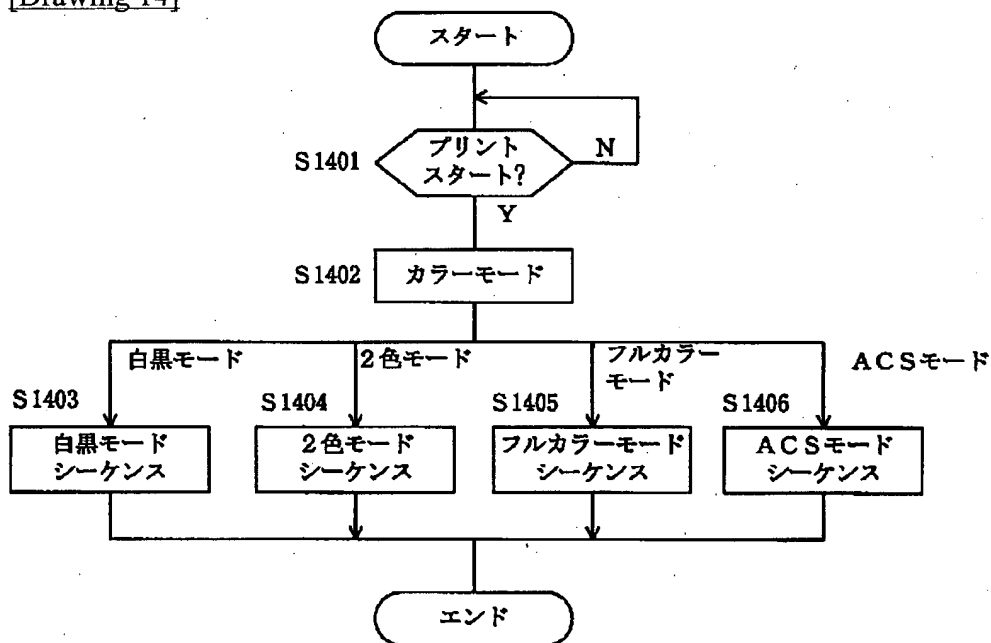 [Drawing 14]
スタート
S1401
プリント
スタート?
N
Y
S1402
カラーモード
白黒モード
2色モード
フルカラー
モード
ACSモード
S1403
S1404
S1405
S1406
白黒モード
シーケンス
2色モード
シーケンス
フルカラーモード
シーケンス
ACSモード
シーケンス
エンド